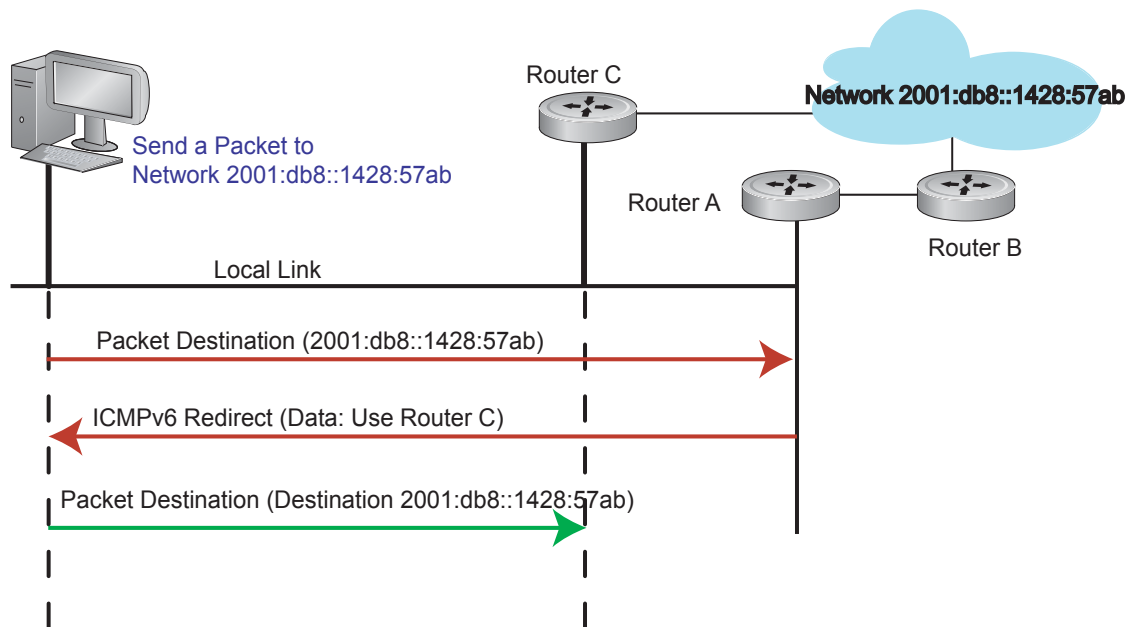 Router C
Network 2001:db8::1428:57ab
Send a Packet to
Network 2001:db8::1428:57ab
Router A
Router B
Local Link
Packet Destination (2001:db8::1428:57ab)
ICMPv6 Redirect (Data: Use Router C)
Packet Destination (Destination 2001:db8::1428:57ab)